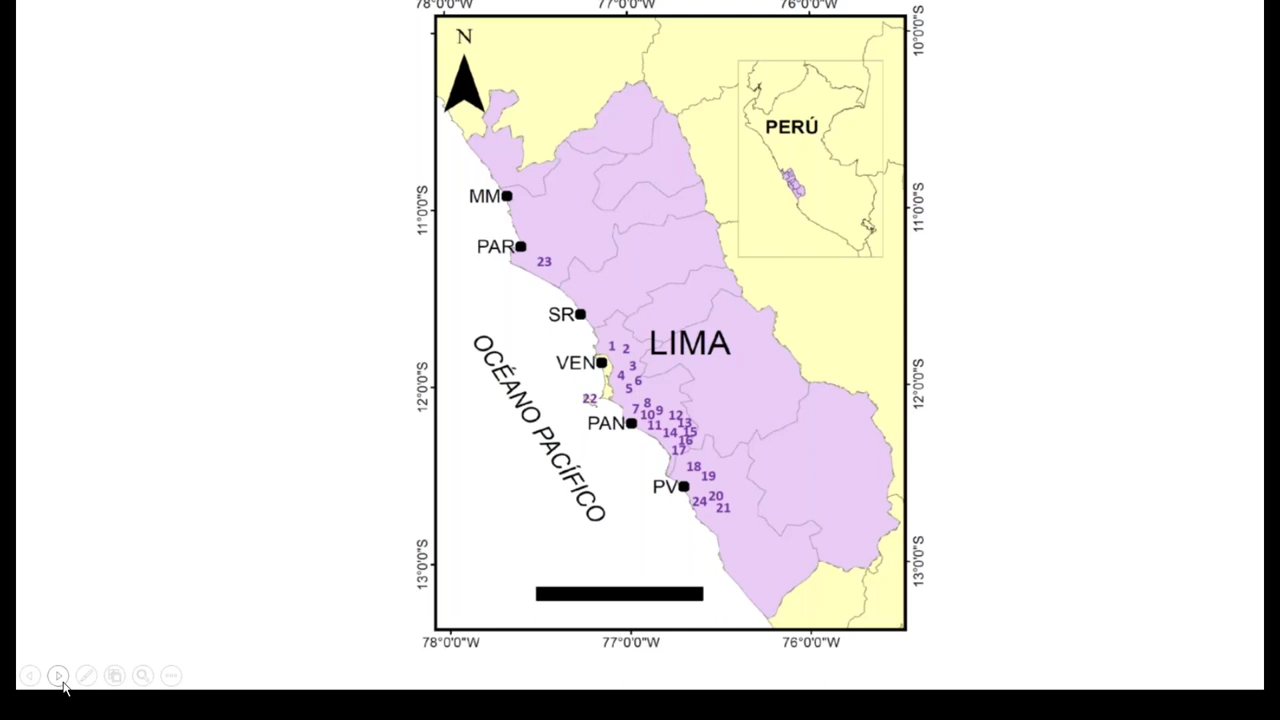 78°0'0"W 77°0'0"W 76°0'0"W
10°0'0"S
N
PERÚ
MM
11°0'0"S 11°0'0"S
PAR
23
SR
LIMA
1 2
VEN
3
4 6
5
12°0'0"S 12°0'0"S
22
7 8
10 9 12
PAN
11 13
14 15
16
17
OCÉANO PACÍFICO
18
19
PV
24 20
21
13°0'0"S 13°0'0"S
78°0'0"W 77°0'0"W 76°0'0"W